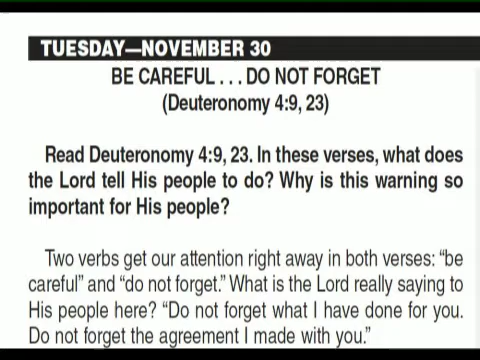 TUESDAY—NOVEMBER 30
BE CAREFUL . . . DO NOT FORGET
(Deuteronomy 4:9, 23)
Read Deuteronomy 4:9, 23. In these verses, what does
the Lord tell His people to do? Why is this warning so
important for His people?
Two verbs get our attention right away in both verses: “be
careful” and “do not forget.” What is the Lord really saying to
His people here? “Do not forget what I have done for you.
Do not forget the agreement I made with you.”